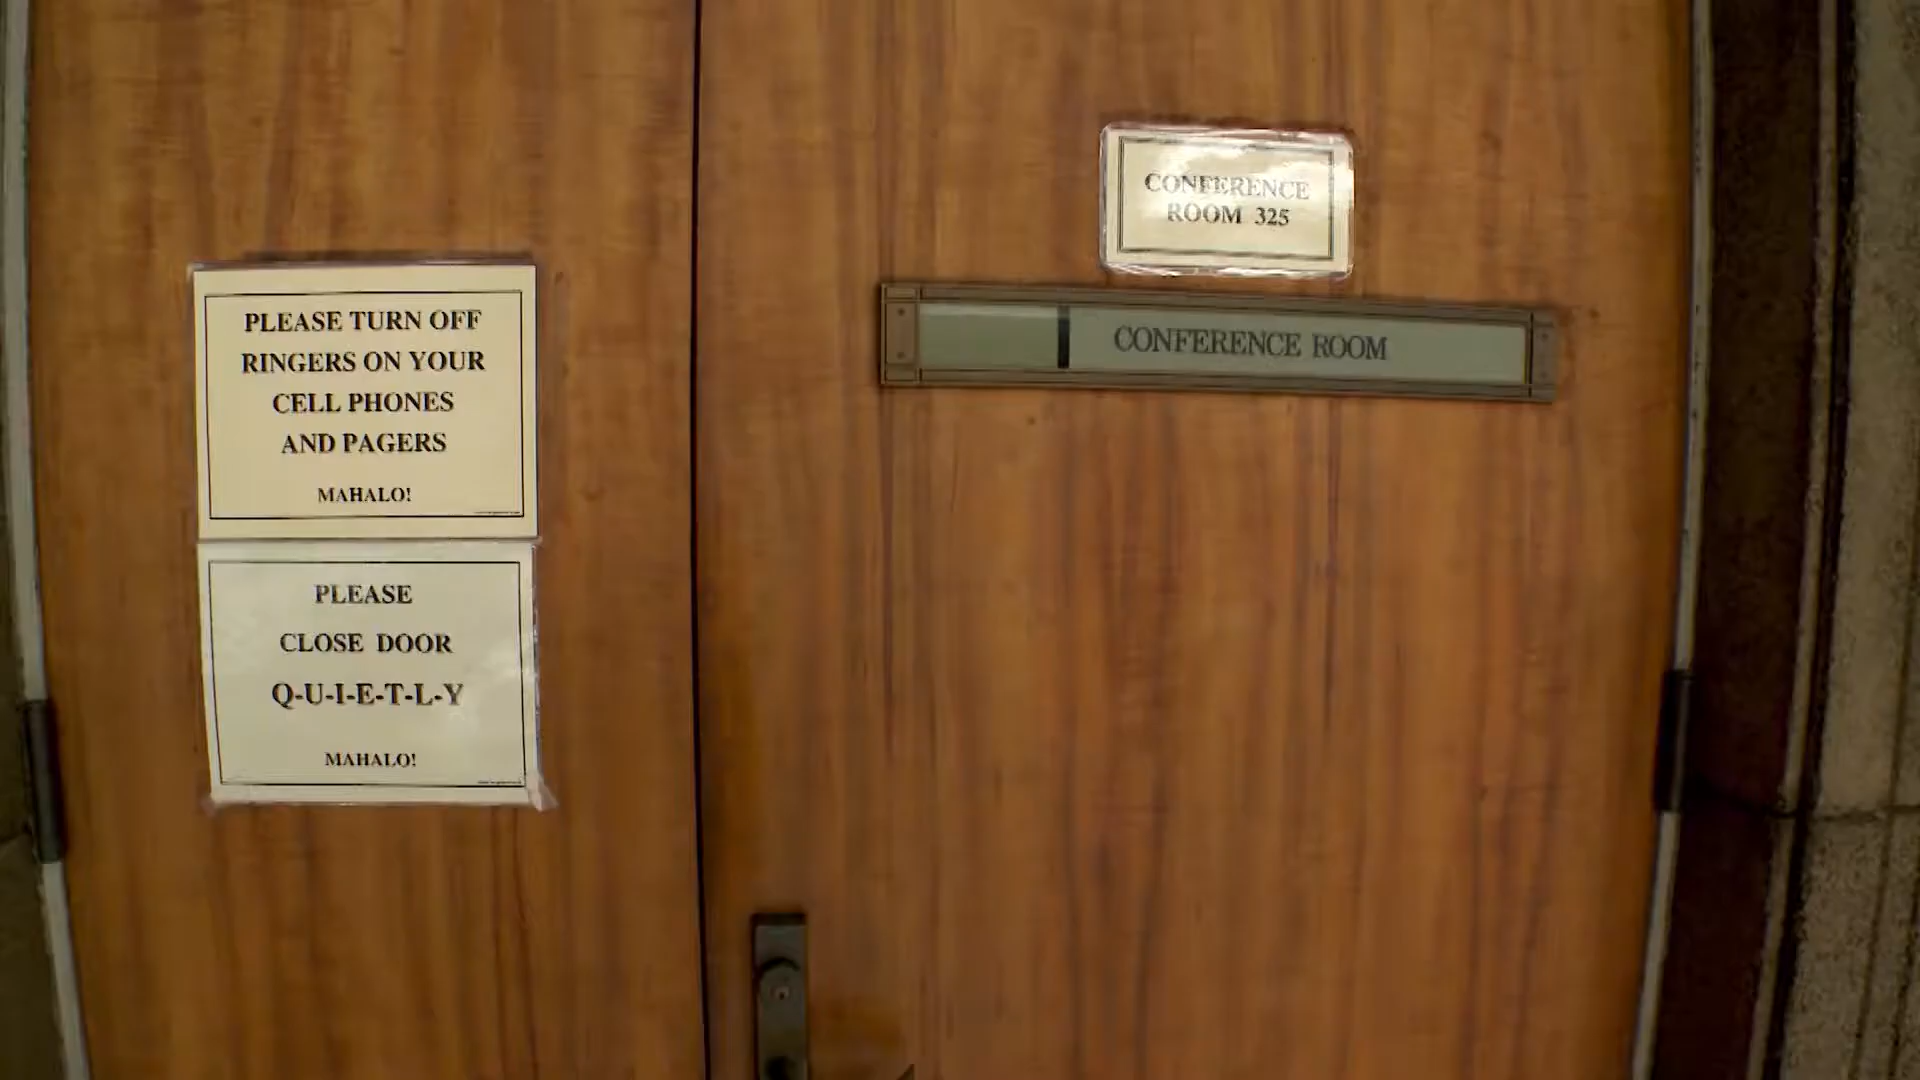 PLEASE TURN OFF
RINGERS ON YOUR
CELL PHONES
AND PAGERS
MAHALO!
PLEASE
CLOSE DOOR
Q-U-I-E-T-L-Y
MAHALO!
CONFERENCE
ROOM 325
CONFERENCE ROOM